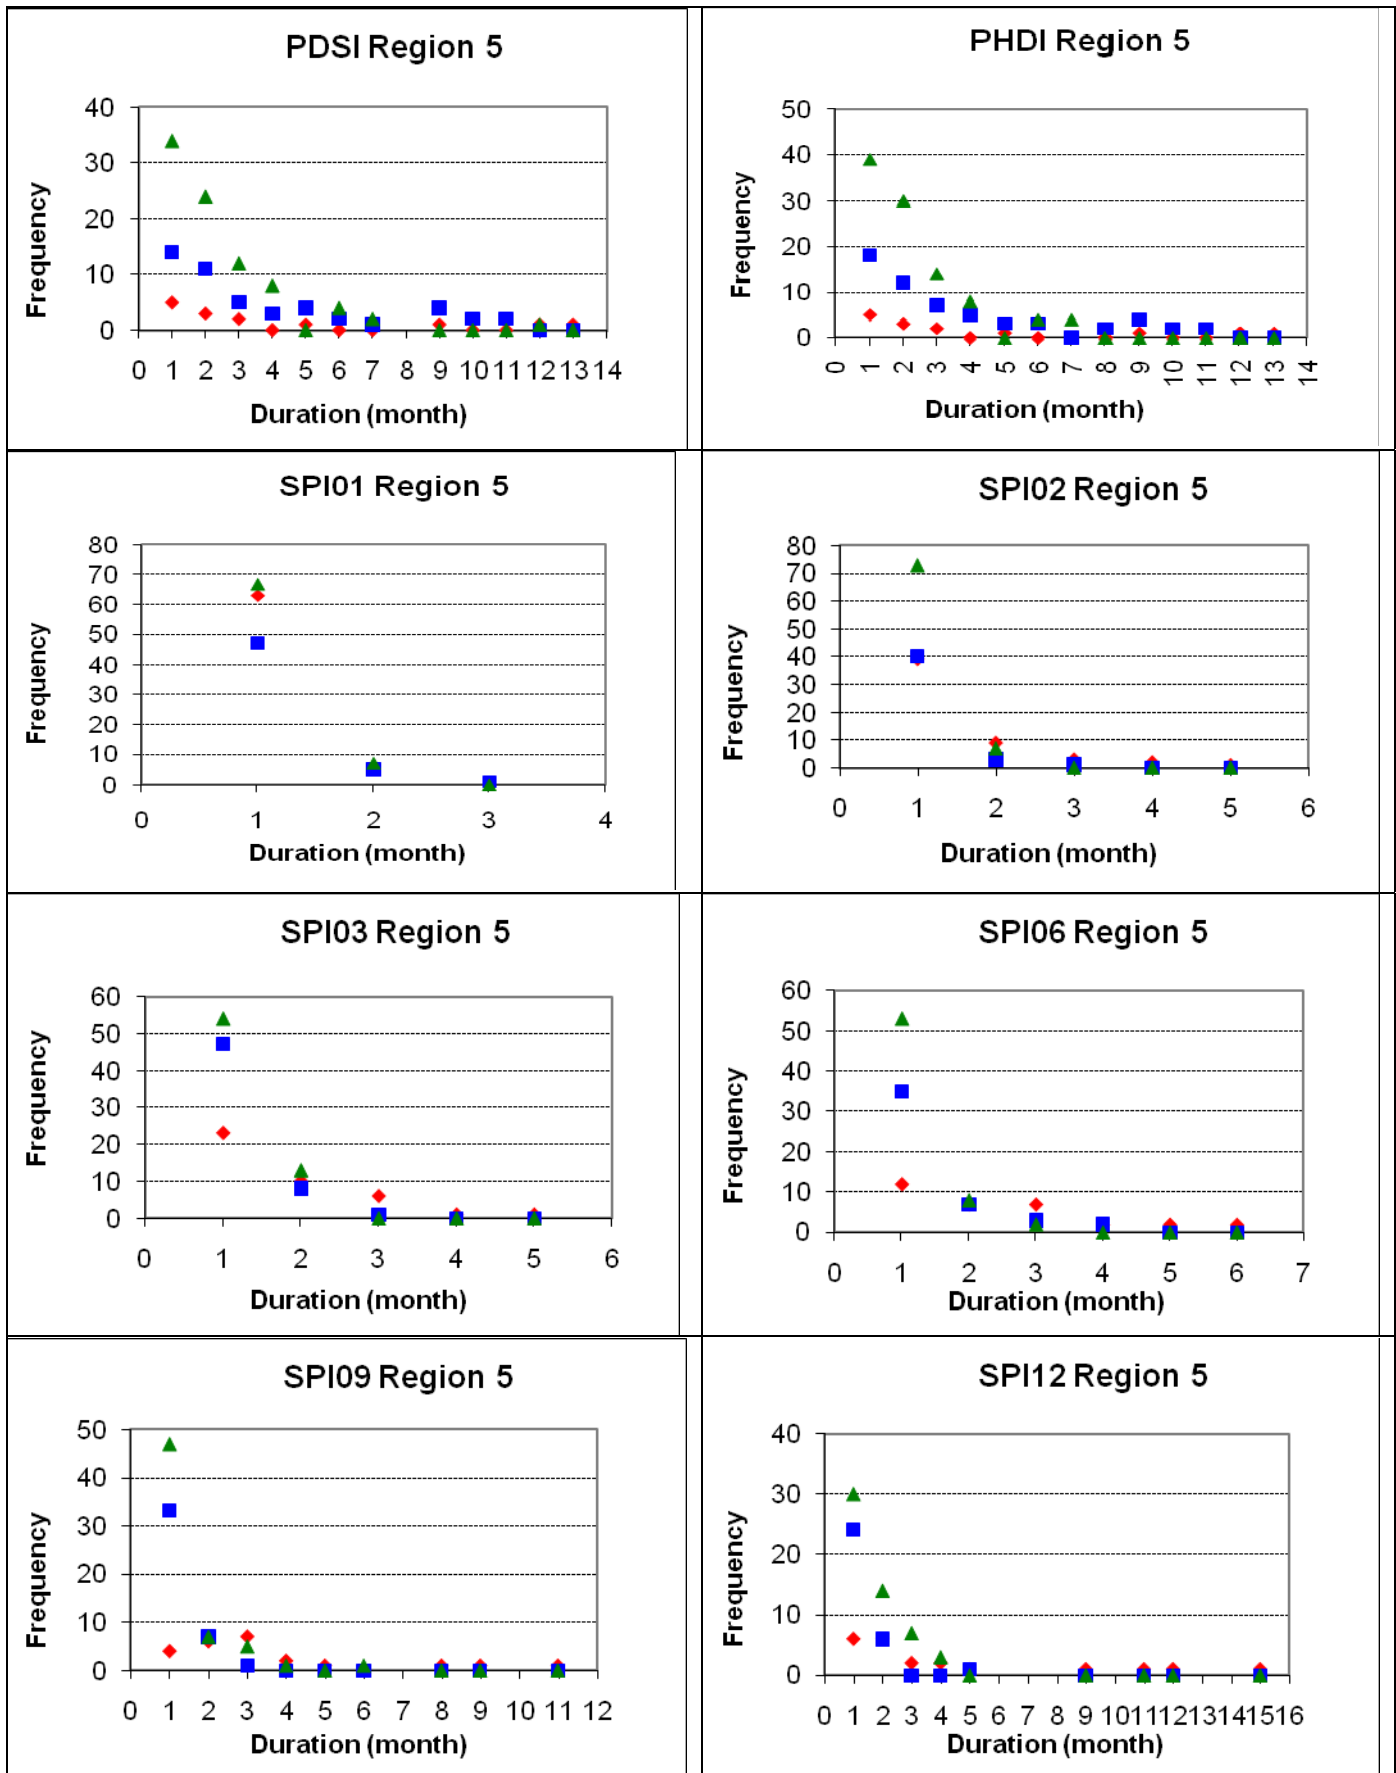 PDSI Region 5
40
30
20
10
0
Frequency
0 1 2 3 4 5 6 7 8 9 10 11 12 13 14
Duration (month)
PHDI Region 5
50
40
30
20
10
0
Frequency
0 1 2 3 4 5 6 7 8 9 10 11 12 13 14
Duration (month)
SPI01 Region 5
80
70
60
50
40
30
20
10
0
Frequency
0 1 2 3 4
Duration (month)
SPI02 Region 5
80
70
60
50
40
30
20
10
0
Frequency
0 1 2 3 4 5 6
Duration (month)
SPI03 Region 5
60
50
40
30
20
10
0
Frequency
0 1 2 3 4 5 6
Duration (month)
SPI06 Region 5
60
50
40
30
20
10
0
Frequency
0 1 2 3 4 5 6 7
Duration (month)
SPI09 Region 5
50
40
30
20
10
0
Frequency
0 1 2 3 4 5 6 7 8 9 10 11 12
Duration (month)
SPI12 Region 5
40
30
20
10
0
Frequency
0 1 2 3 4 5 6 7 8 9 10 11 12 13 14 15 16
Duration (month)